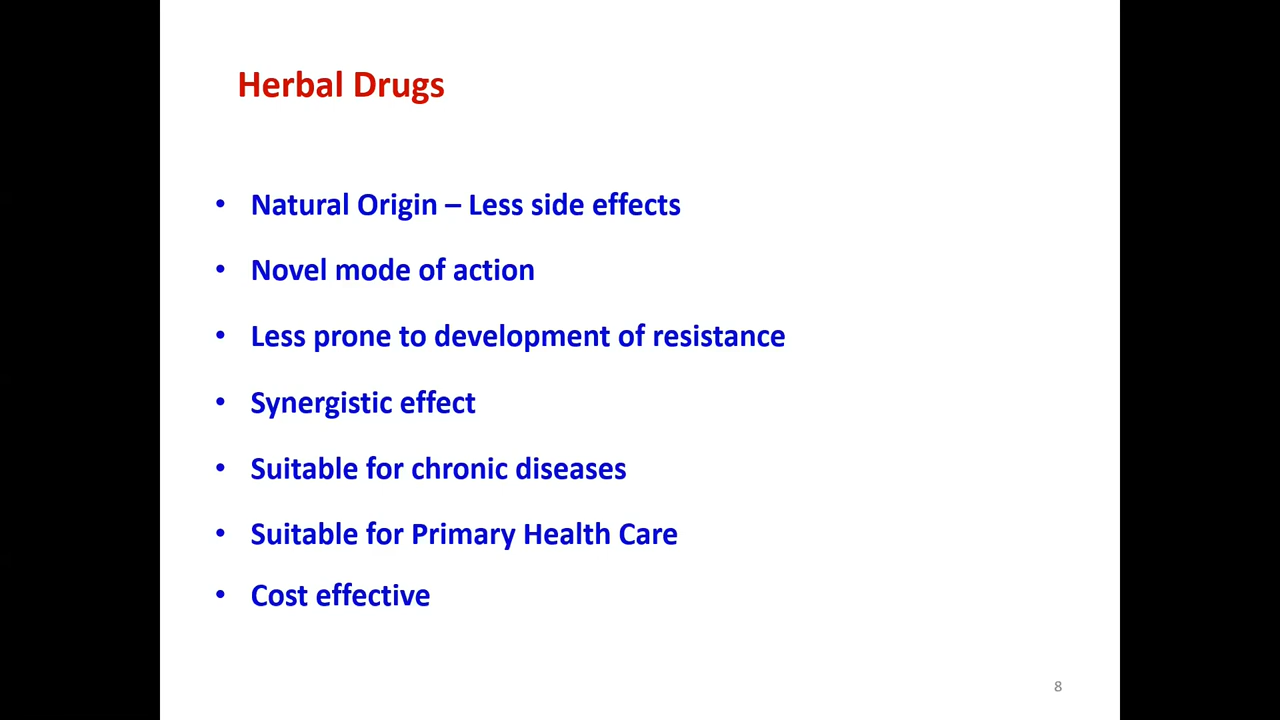 Herbal Drugs
• Natural Origin – Less side effects
• Novel mode of action
• Less prone to development of resistance
• Synergistic effect
• Suitable for chronic diseases
• Suitable for Primary Health Care
• Cost effective
8